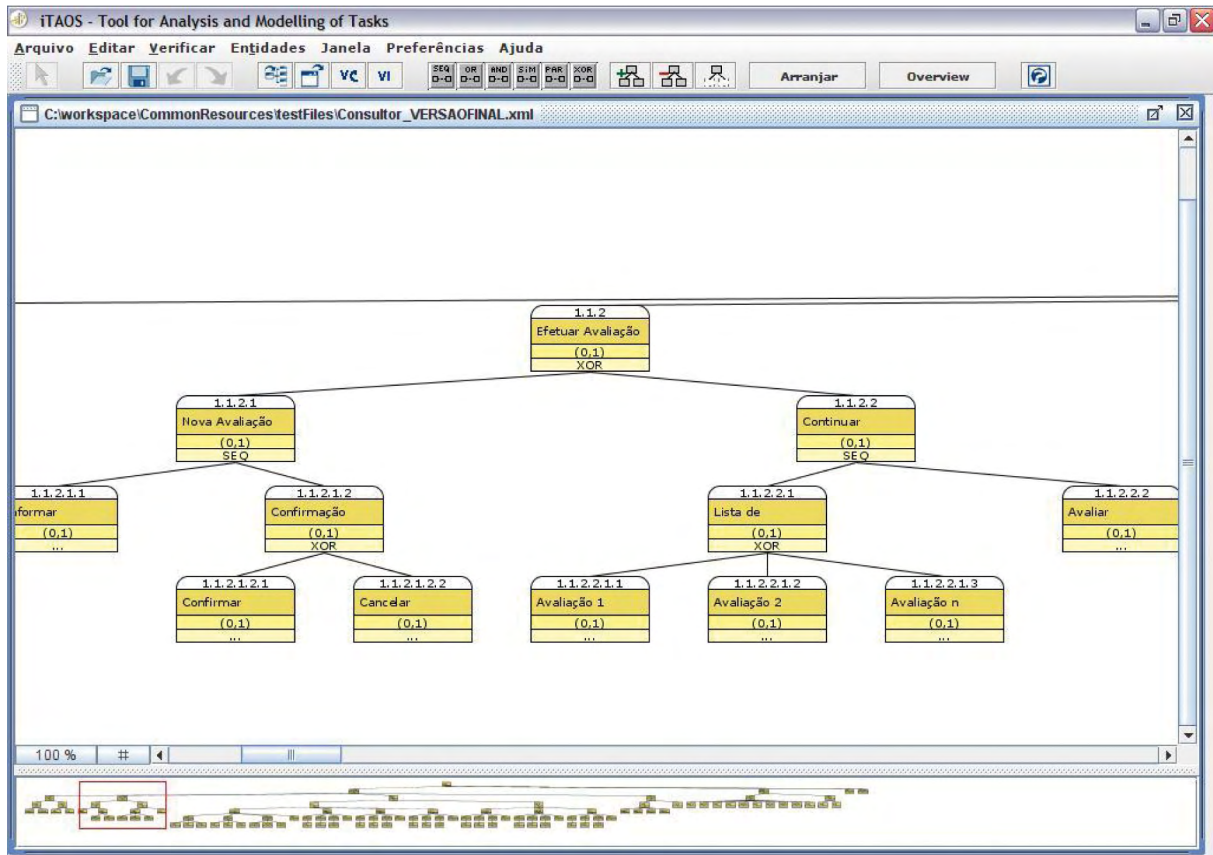 iTAOS - Tool for Analysis and Modelling of Tasks
Arquivo Editar Verificar Entidades Janela Preferências Ajuda
VC VI SEQ OR AND SIM PAR XOR Arranjar Overview
C:\workspace\CommonResources\testFiles\Consultor_VERSAOFINAL.xml
1.1.2
Efetuar Avaliação
(0,1)
XOR
1.1.2.1 1.1.2.2
Nova Avaliação Continuar
(0,1) (0,1)
SEQ SEQ
1.1.2.1.1 1.1.2.1.2 1.1.2.2.1 1.1.2.2.2
formar Confirmação Lista de Avaliar
(0,1) (0,1) (0,1) (0,1)
... XOR XOR ...
1.1.2.1.2.1 1.1.2.1.2.2 1.1.2.2.1.1 1.1.2.2.1.2 1.1.2.2.1.3
Confirmar Cancelar Avaliação 1 Avaliação 2 Avaliação n
(0,1) (0,1) (0,1) (0,1) (0,1)
... ... ... ... ...
100 % #